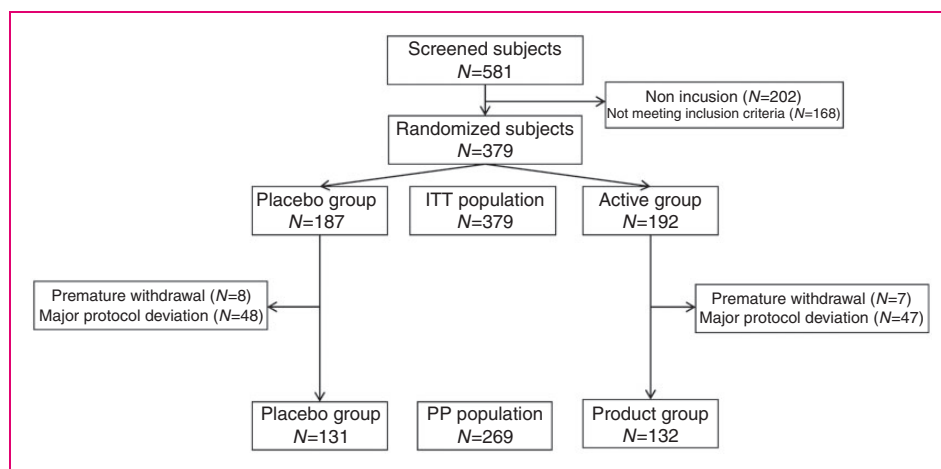 Screened subjects
N=581
Non incusion (N=202)
Not meeting inclusion criteria (N=168)
Randomized subjects
N=379
Placebo group
N=187
ITT population
N=379
Active group
N=192
Premature withdrawal (N=8)
Major protocol deviation (N=48)
Premature withdrawal (N=7)
Major protocol deviation (N=47)
Placebo group
N=131
PP population
N=269
Product group
N=132